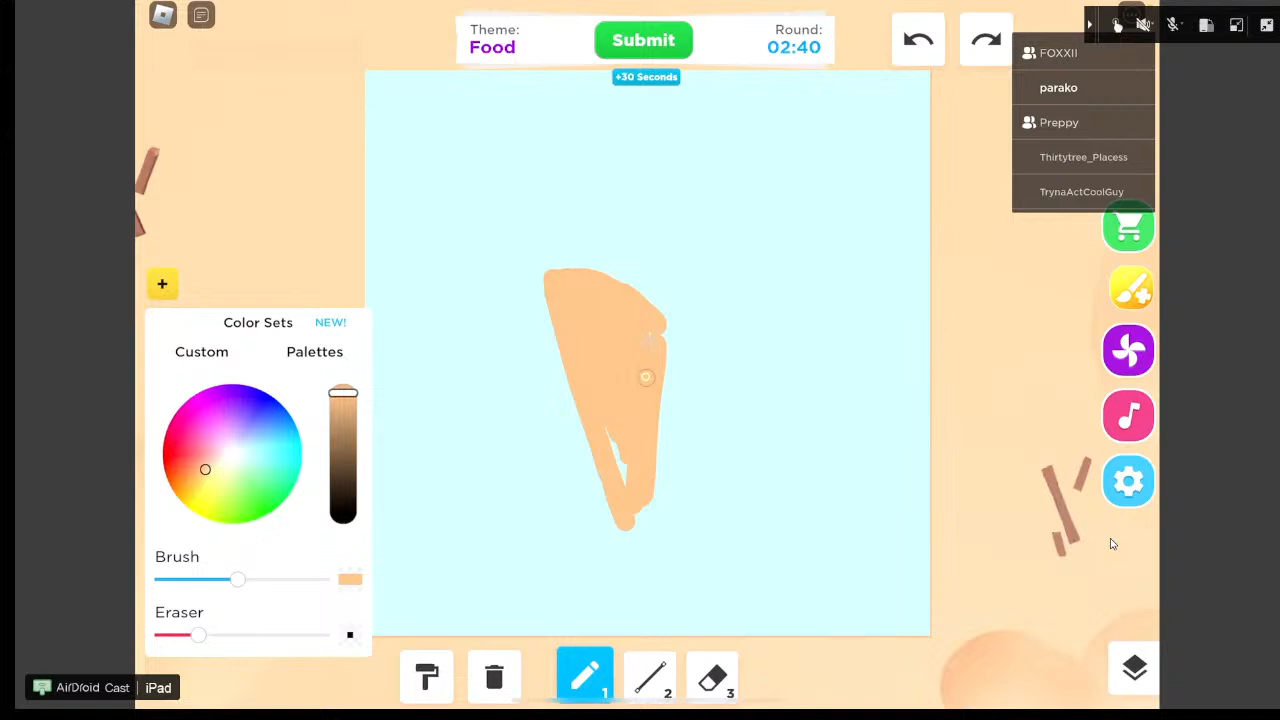 Theme:
Food
Submit
Round:
02:40
+30 Seconds
FOXXII
parako
Preppy
Thirtytree_Placess
TrynaActCoolGuy
+
Color Sets NEW!
Custom Palettes
Brush
Eraser
1
2
3
AirDroid Cast | iPad